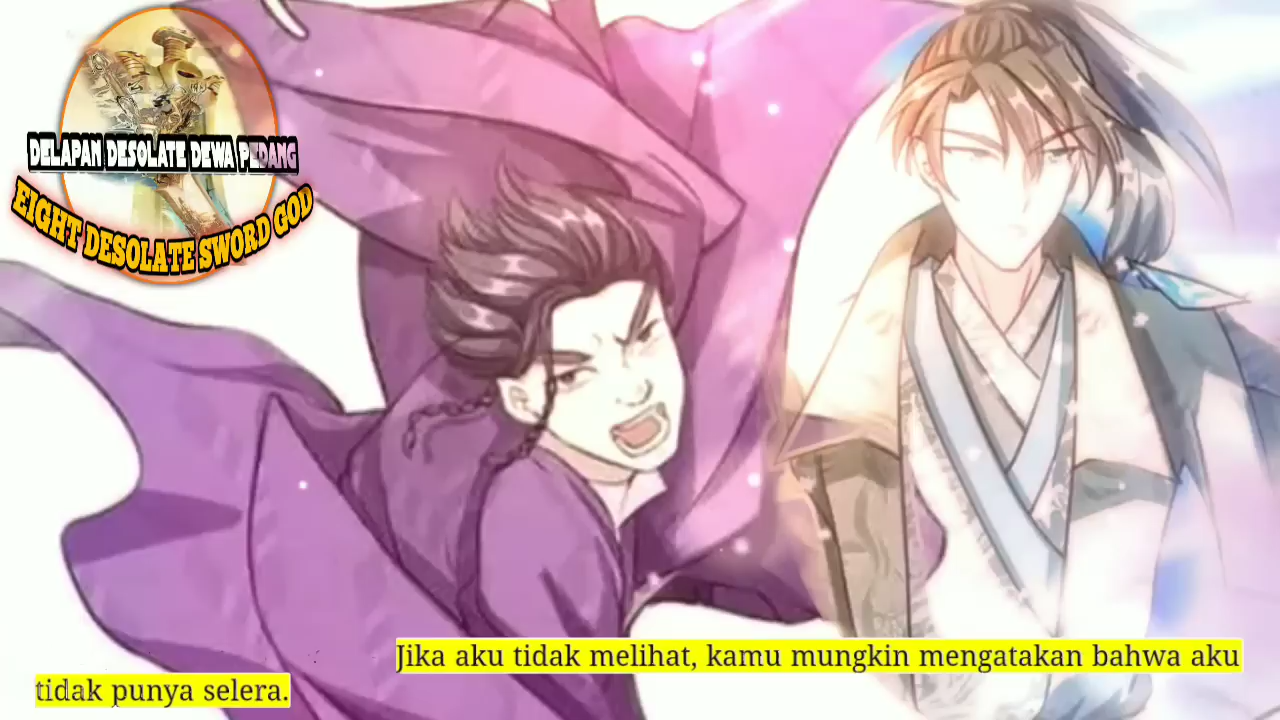 DELAPAN DESOLATE DEWA PEDANG
EIGHT DESOLATE SWORD GOD
Jika aku tidak melihat, kamu mungkin mengatakan bahwa aku
tidak punya selera.